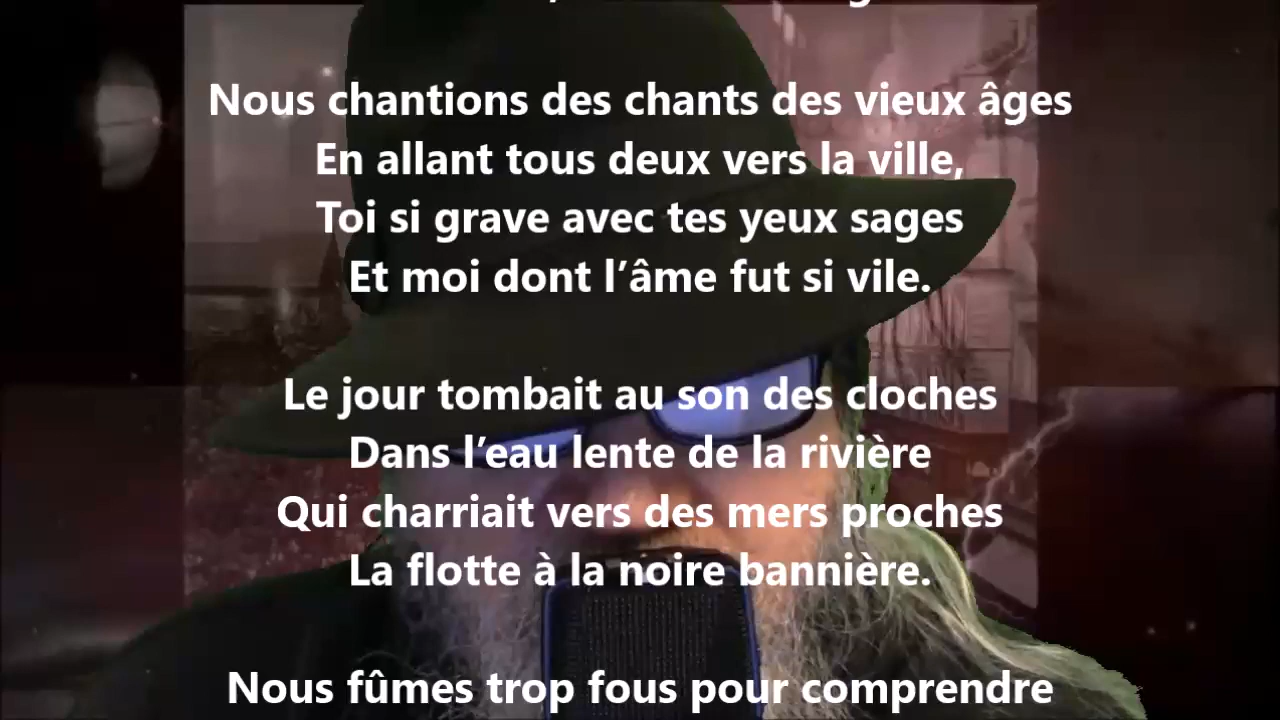 Nous chantions des chants des vieux âges
En allant tous deux vers la ville,
Toi si grave avec tes yeux sages
Et moi dont l’âme fut si vile.
Le jour tombait au son des cloches
Dans l’eau lente de la rivière
Qui charriait vers des mers proches
La flotte à la noire bannière.
Nous fûmes trop fous pour comprendre